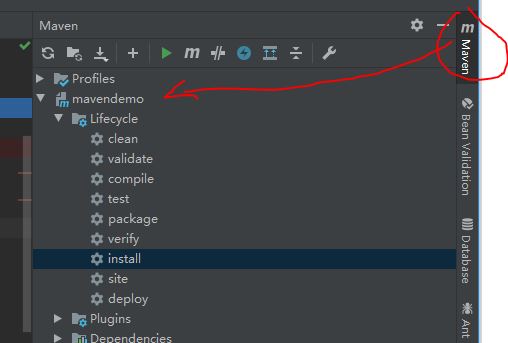 Maven
Profiles
mavendemo
Lifecycle
clean
validate
compile
test
package
verify
install
site
deploy
Plugins
Dependencies
m Maven
Bean Validation
Database
Ant